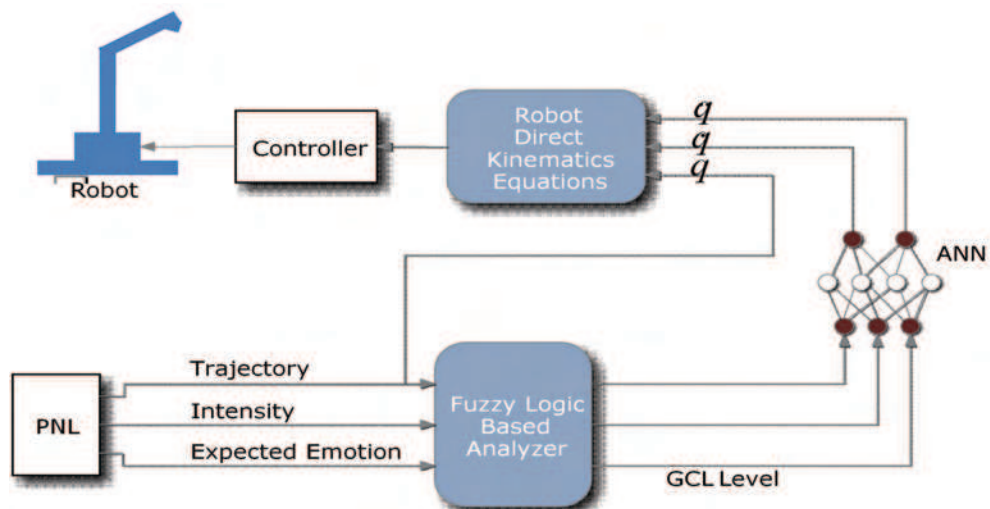 Robot
Controller
Robot
Direct
Kinematics
Equations
q
q
q
ANN
PNL
Trajectory
Intensity
Expected Emotion
Fuzzy Logic
Based
Analyzer
GCL Level